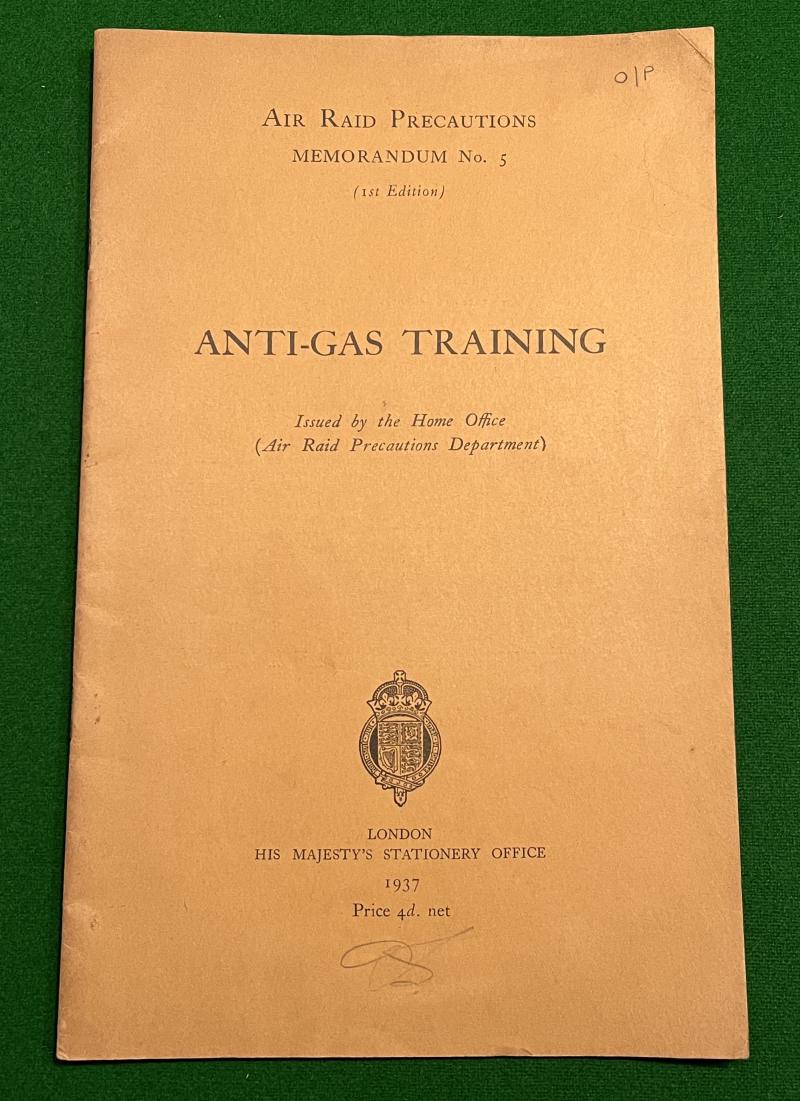 O/P
AIR RAID PRECAUTIONS
MEMORANDUM No. 5
(1st Edition)
ANTI-GAS TRAINING
Issued by the Home Office
(Air Raid Precautions Department)
LONDON
HIS MAJESTY'S STATIONERY OFFICE
1937
Price 4d. net